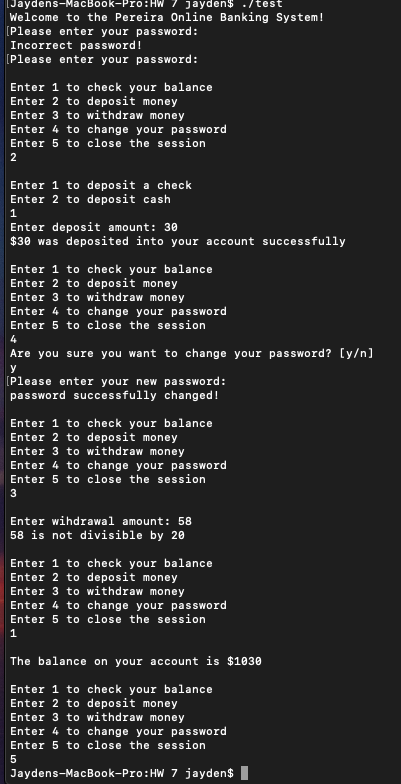 Jaydens-MacBook-Pro:HW 7 jayden$ ./test
Welcome to the Pereira Online Banking System!
[Please enter your password:
Incorrect password!
[Please enter your password:
Enter 1 to check your balance
Enter 2 to deposit money
Enter 3 to withdraw money
Enter 4 to change your password
Enter 5 to close the session
2
Enter 1 to deposit a check
Enter 2 to deposit cash
1
Enter deposit amount: 30
$30 was deposited into your account successfully
Enter 1 to check your balance
Enter 2 to deposit money
Enter 3 to withdraw money
Enter 4 to change your password
Enter 5 to close the session
4
Are you sure you want to change your password? [y/n]
y
[Please enter your new password:
password successfully changed!
Enter 1 to check your balance
Enter 2 to deposit money
Enter 3 to withdraw money
Enter 4 to change your password
Enter 5 to close the session
3
Enter wihdrawal amount: 58
58 is not divisible by 20
Enter 1 to check your balance
Enter 2 to deposit money
Enter 3 to withdraw money
Enter 4 to change your password
Enter 5 to close the session
1
The balance on your account is $1030
Enter 1 to check your balance
Enter 2 to deposit money
Enter 3 to withdraw money
Enter 4 to change your password
Enter 5 to close the session
5
Jaydens-MacBook-Pro:HW 7 jayden$